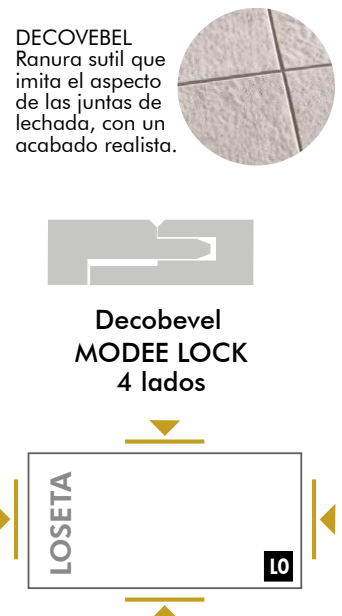 DECOVEBEL
Ranura sutil que
imita el aspecto
de las juntas de
lechada, con un
acabado realista.
Decobevel
MODEE LOCK
4 lados
LOSETA
LO